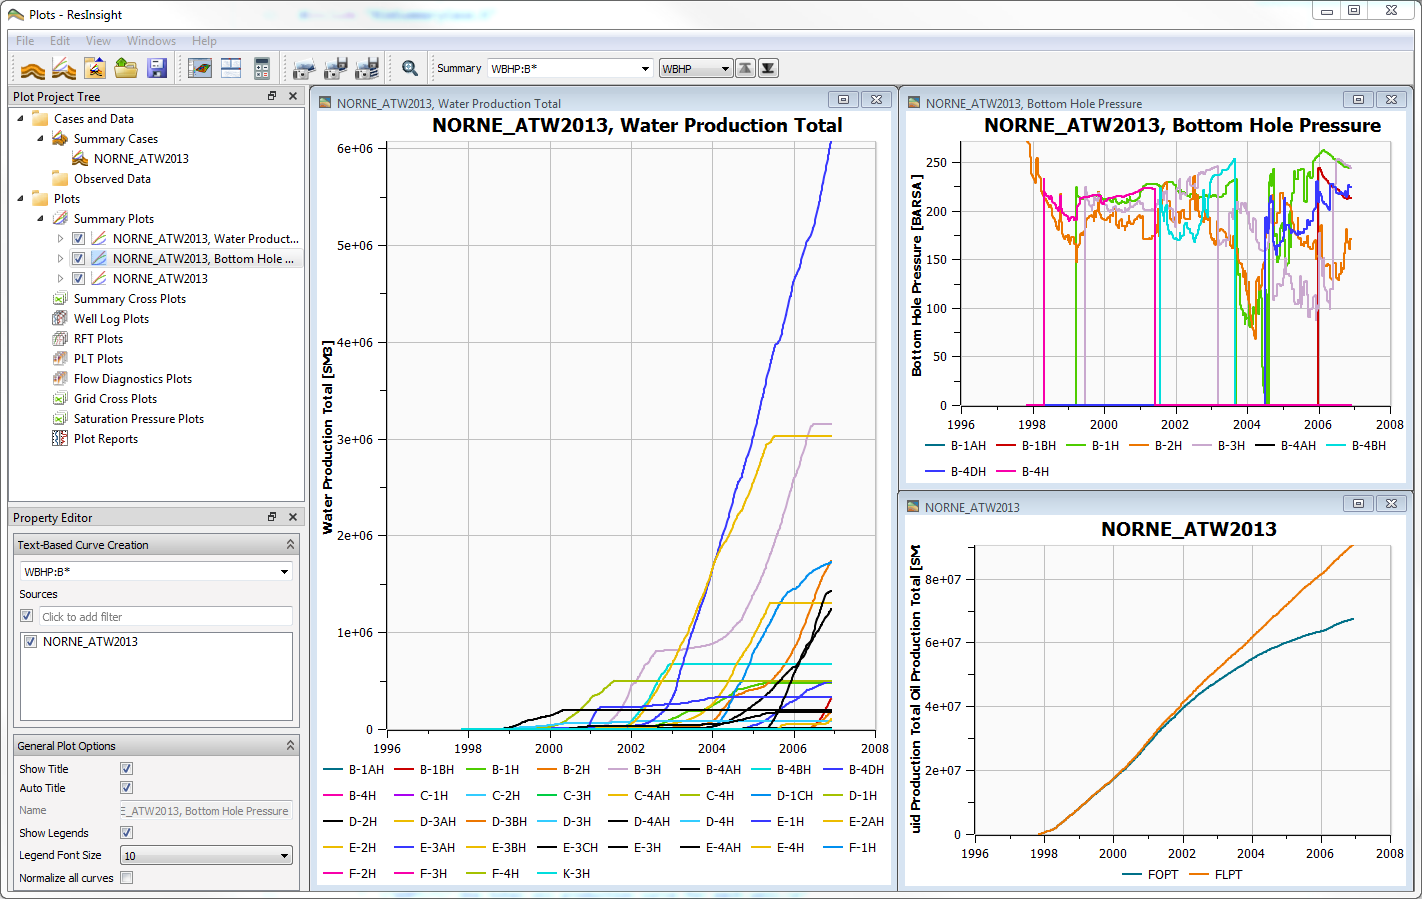 Plots - ResInsight
File Edit View Windows Help
Summary WBHP:B* WBHP
Plot Project Tree
Cases and Data
Summary Cases
NORNE_ATW2013
Observed Data
Plots
Summary Plots
NORNE_ATW2013, Water Product...
NORNE_ATW2013, Bottom Hole ...
NORNE_ATW2013
Summary Cross Plots
Well Log Plots
RFT Plots
PLT Plots
Flow Diagnostics Plots
Grid Cross Plots
Saturation Pressure Plots
Plot Reports
Property Editor
Text-Based Curve Creation
WBHP:B*
Sources
Click to add filter
NORNE_ATW2013
General Plot Options
Show Title
Auto Title
Name _ATW2013, Bottom Hole Pressure
Show Legends
Legend Font Size 10
Normalize all curves
NORNE_ATW2013, Water Production Total
NORNE_ATW2013, Water Production Total
Water Production Total [SM3]
6e+06
5e+06
4e+06
3e+06
2e+06
1e+06
0
1996 1998 2000 2002 2004 2006 2008
B-1AH B-1BH B-1H B-2H B-3H B-4AH B-4BH B-4DH
B-4H C-1H C-2H C-3H C-4AH C-4H D-1CH D-1H
D-2H D-3AH D-3BH D-3H D-4AH D-4H E-1H E-2AH
E-2H E-3AH E-3BH E-3CH E-3H E-4AH E-4H F-1H
F-2H F-3H F-4H K-3H
NORNE_ATW2013, Bottom Hole Pressure
NORNE_ATW2013, Bottom Hole Pressure
Bottom Hole Pressure [BARSA]
250
200
150
100
50
0
1996 1998 2000 2002 2004 2006 2008
B-1AH B-1BH B-1H B-2H B-3H B-4AH B-4BH
B-4DH B-4H
NORNE_ATW2013
NORNE_ATW2013
uid Production Total Oil Production Total [SM
8e+07
6e+07
4e+07
2e+07
0
1996 1998 2000 2002 2004 2006 2008
FOPT FLPT